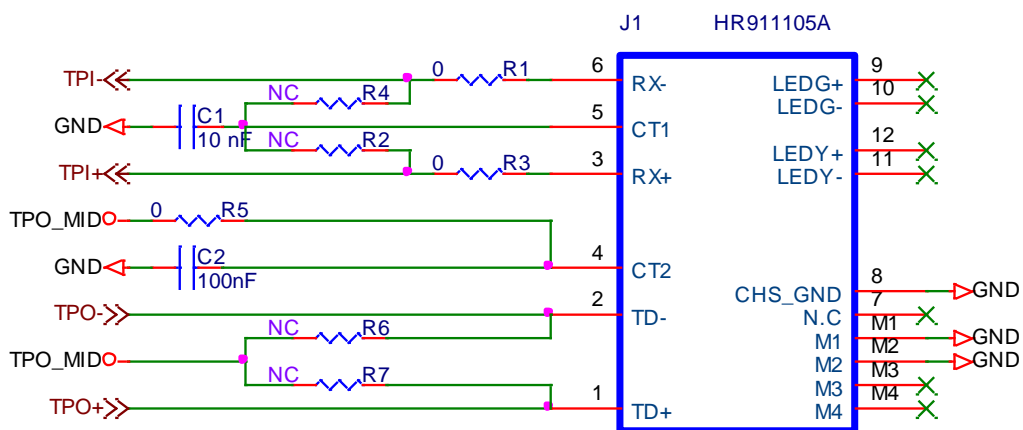 J1 HR911105A
TPI- 0 R1 6 RX- LEDG+ 9
NC R4 LEDG- 10
GND C1 5 CT1
10 nF
NC R2 LEDY+ 12
TPI+ 0 R3 3 RX+ LEDY- 11
TPO_MID 0 R5
GND C2 4 CT2
100nF
CHS_GND 8 GND
TPO- 2 TD- N.C 7
NC R6 M1 M1 GND
TPO_MID M2 M2 GND
NC R7 M3 M3
TPO+ 1 TD+ M4 M4